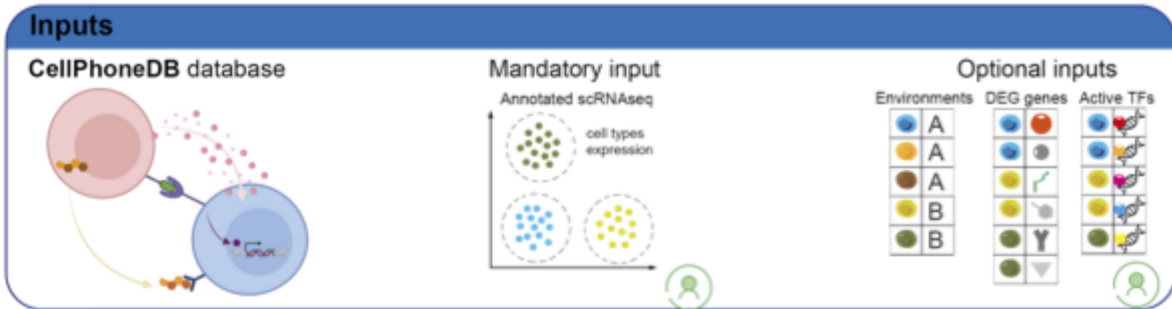 Inputs
CellPhoneDB database
Mandatory input
Annotated scRNAseq
cell types
expression
Optional inputs
Environments DEG genes Active TFs
A
A
A
B
B